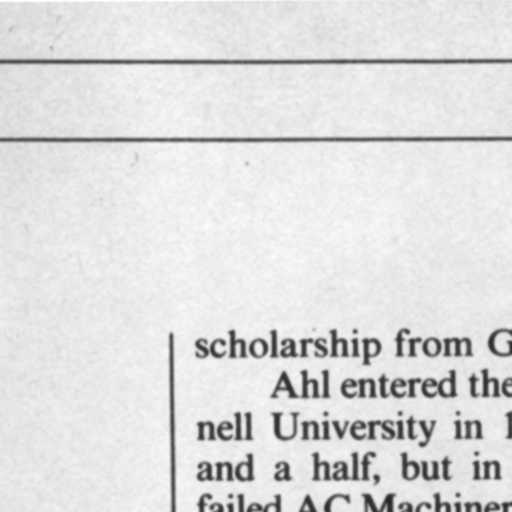 scholarship from G
Ahl entered the
nell University in 1
and a half, but in
failed AC Machiner